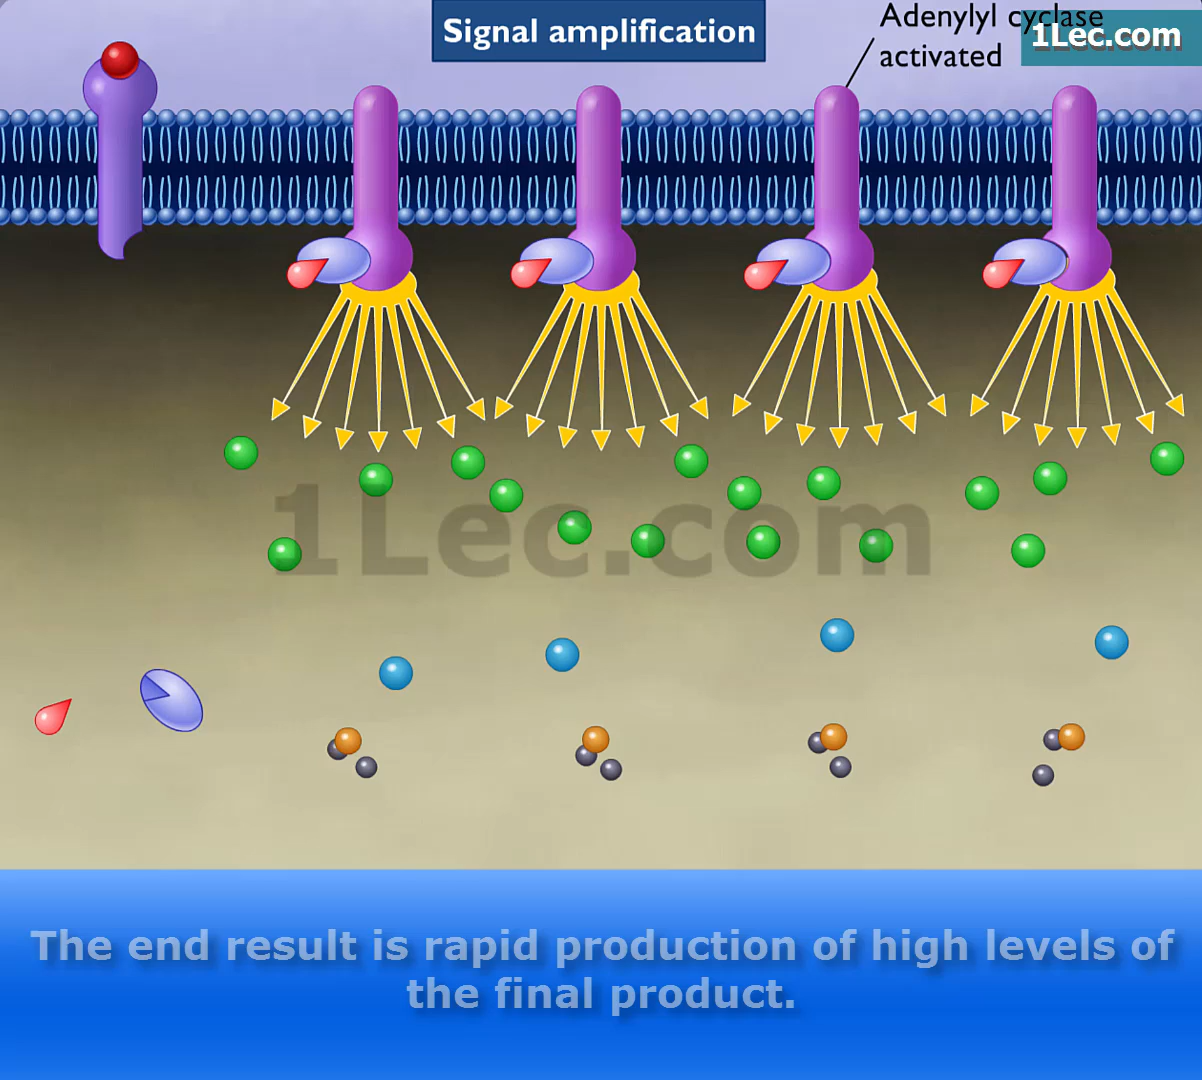 Signal amplification
Adenylyl cyclase
activated
1Lec.com
1Lec.com
The end result is rapid production of high levels of
the final product.